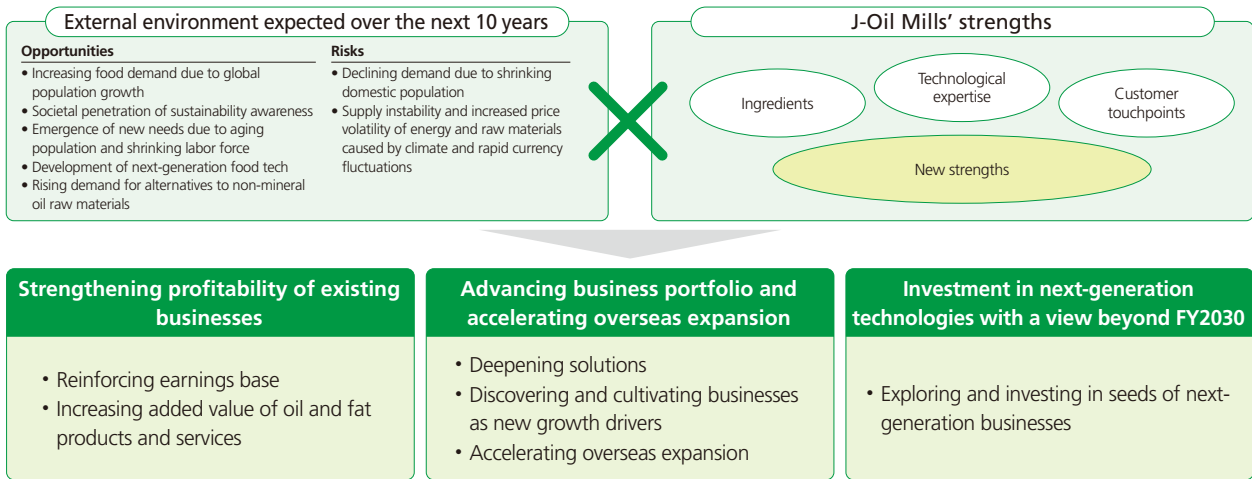 External environment expected over the next 10 years
Opportunities
• Increasing food demand due to global
population growth
• Societal penetration of sustainability awareness
• Emergence of new needs due to aging
population and shrinking labor force
• Development of next-generation food tech
• Rising demand for alternatives to non-mineral
oil raw materials
Risks
• Declining demand due to shrinking
domestic population
• Supply instability and increased price
volatility of energy and raw materials
caused by climate and rapid currency
fluctuations
J-Oil Mills’ strengths
Ingredients
Technological
expertise
Customer
touchpoints
New strengths
Strengthening profitability of existing
businesses
• Reinforcing earnings base
• Increasing added value of oil and fat
products and services
Advancing business portfolio and
accelerating overseas expansion
• Deepening solutions
• Discovering and cultivating businesses
as new growth drivers
• Accelerating overseas expansion
Investment in next-generation
technologies with a view beyond FY2030
• Exploring and investing in seeds of next-
generation businesses